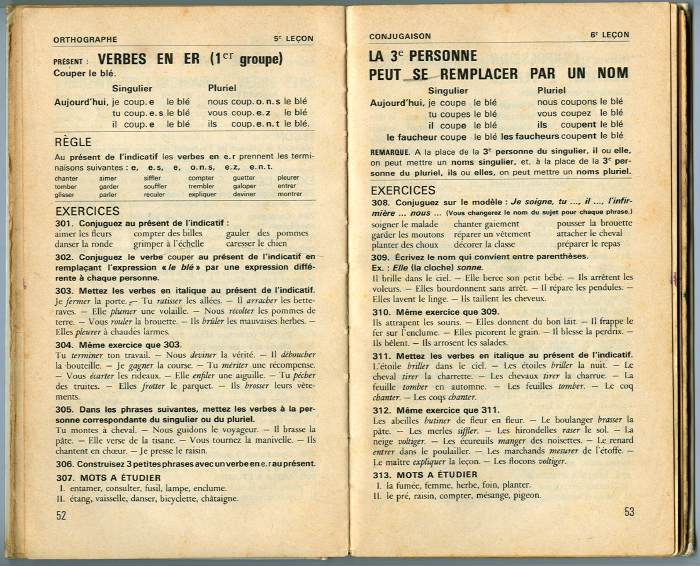 ORTHOGRAPHE 5e LEÇON
PRÉSENT : VERBES EN ER (1er groupe)
Couper le blé.
Singulier Pluriel
Aujourd'hui, je coup.e le blé nous coup.o.n.s le blé
tu coup.e.s le blé vous coup.e.z le blé
il coup.e le blé ils coup.e.n.t le blé.
RÈGLE
Au présent de l'indicatif les verbes en e.r prennent les termi-
naisons suivantes : e, e.s, e, o.n.s, e.z, e.n.t.
chanter aimer siffler compter guetter pleurer
tomber garder souffler trembler galoper entrer
glisser parler reculer expliquer deviner montrer
EXERCICES
301. Conjuguez au présent de l'indicatif :
aimer les fleurs compter des billes gauler des pommes
danser la ronde grimper à l'échelle caresser le chien
302. Conjuguez le verbe couper au présent de l'indicatif en
remplaçant l'expression « le blé » par une expression diffé-
rente à chaque personne.
303. Mettez les verbes en italique au présent de l'indicatif.
Je fermer la porte. — Tu ratisser les allées. — Il arracher les bette-
raves. — Elle plumer une volaille. — Nous récolter les pommes de
terre. — Vous rouler la brouette. — Ils brûler les mauvaises herbes. —
Elles pleurer à chaudes larmes.
304. Même exercice que 303.
Tu terminer ton travail. — Nous deviner la vérité. — Il déboucher
la bouteille. — Je gagner la course. — Tu mériter une récompense.
— Vous écarter les rideaux. — Elle enfiler une aiguille. — Tu pêcher
des truites. — Elles frotter le parquet. — Ils brosser leurs vête-
ments.
305. Dans les phrases suivantes, mettez les verbes à la per-
sonne correspondante du singulier ou du pluriel.
Tu montes à cheval. — Nous guidons le voyageur. — Il brasse la
pâte. — Elle verse de la tisane. — Vous tournez la manivelle. — Ils
chantent en chœur. — Je presse le raisin.
306. Construisez 3 petites phrases avec un verbe en e.r au présent.
307. MOTS A ÉTUDIER
I. entamer, consulter, fusil, lampe, enclume.
II. étang, vaisselle, danser, bicyclette, châtaigne.
52
CONJUGAISON 6e LEÇON
LA 3e PERSONNE
PEUT SE REMPLACER PAR UN NOM
Singulier Pluriel
Aujourd'hui, je coupe le blé nous coupons le blé
tu coupes le blé vous coupez le blé
il coupe le blé ils coupent le blé
le faucheur coupe le blé les faucheurs coupent le blé
REMARQUE. A la place de la 3e personne du singulier, il ou elle,
on peut mettre un noms singulier, et, à la place de la 3e per-
sonne du pluriel, ils ou elles, on peut mettre un noms pluriel.
EXERCICES
308. Conjuguez sur le modèle : Je soigne, tu ..., il ..., l'infir-
mière ... nous ... (Vous changerez le nom du sujet pour chaque phrase.)
soigner le malade chanter gaiement pousser la brouette
garder les moutons réparer un vêtement attacher le cheval
planter des choux décorer la classe préparer le repas
309. Écrivez le nom qui convient entre parenthèses.
Ex. : Elle (la cloche) sonne.
Il brille dans le ciel. — Elle berce son petit bébé. — Ils arrêtent les
voleurs. — Elles bourdonnent sans arrêt. — Il répare les pendules. —
Elles lavent le linge. — Ils taillent les cheveux.
310. Même exercice que 309.
Ils attrapent les souris. — Elles donnent du bon lait. — Il frappe le
fer sur l'enclume. — Elles picorent le grain. — Il blesse la perdrix. —
Ils bêlent. — Ils arrosent les salades.
311. Mettez les verbes en italique au présent de l'indicatif.
L'étoile briller dans le ciel. — Les étoiles briller la nuit. — Le
cheval tirer la charrette. — Les chevaux tirer la charrue. — La
feuille tomber en automne. — Les feuilles tomber. — Le coq
chanter. — Les coqs chanter.
312. Même exercice que 311.
Les abeilles butiner de fleur en fleur. — Le boulanger brasser la
pâte. — Les merles siffler. — Les hirondelles tirer raser le sol. — La
neige voltiger. — Les écureuils manger des noisettes. — Le renard
entrer dans le poulailler. — Les marchands mesurer de l'étoffe. —
Le maître expliquer la leçon. — Les flocons voltiger.
313. MOTS A ÉTUDIER
I. la fumée, femme, herbe, foin, planter.
II. le pré, raisin, compter, mésange, pigeon.
53